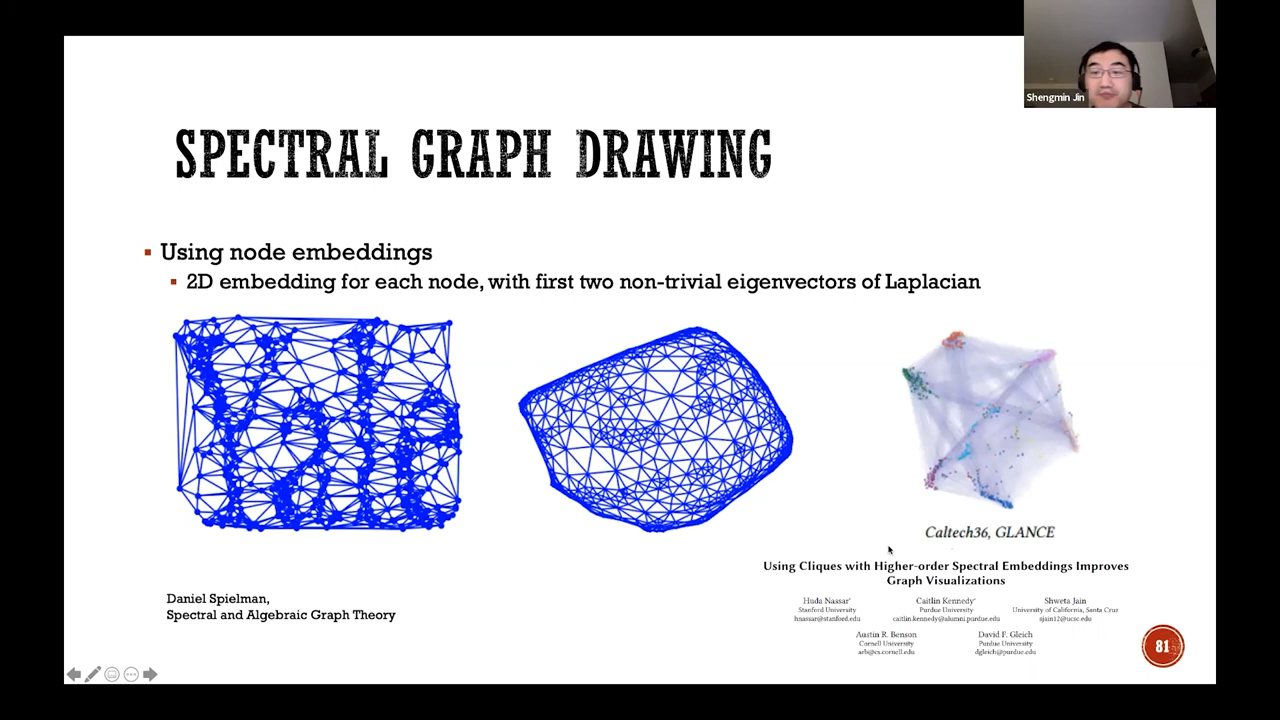 Shengmin Jin
SPECTRAL GRAPH DRAWING
Using node embeddings
2D embedding for each node, with first two non-trivial eigenvectors of Laplacian
Caltech36, GLANCE
Using Cliques with Higher-order Spectral Embeddings Improves
Graph Visualizations
Huda Nassar*
Stanford University
hnassar@stanford.edu
Caitlin Kennedy*
Purdue University
caitlin.kennedy@alumni.purdue.edu
Shweta Jain
University of California, Santa Cruz
sjain12@ucsc.edu
Austin R. Benson
Cornell University
arb@cs.cornell.edu
David F. Gleich
Purdue University
dgleich@purdue.edu
Daniel Spielman,
Spectral and Algebraic Graph Theory
81